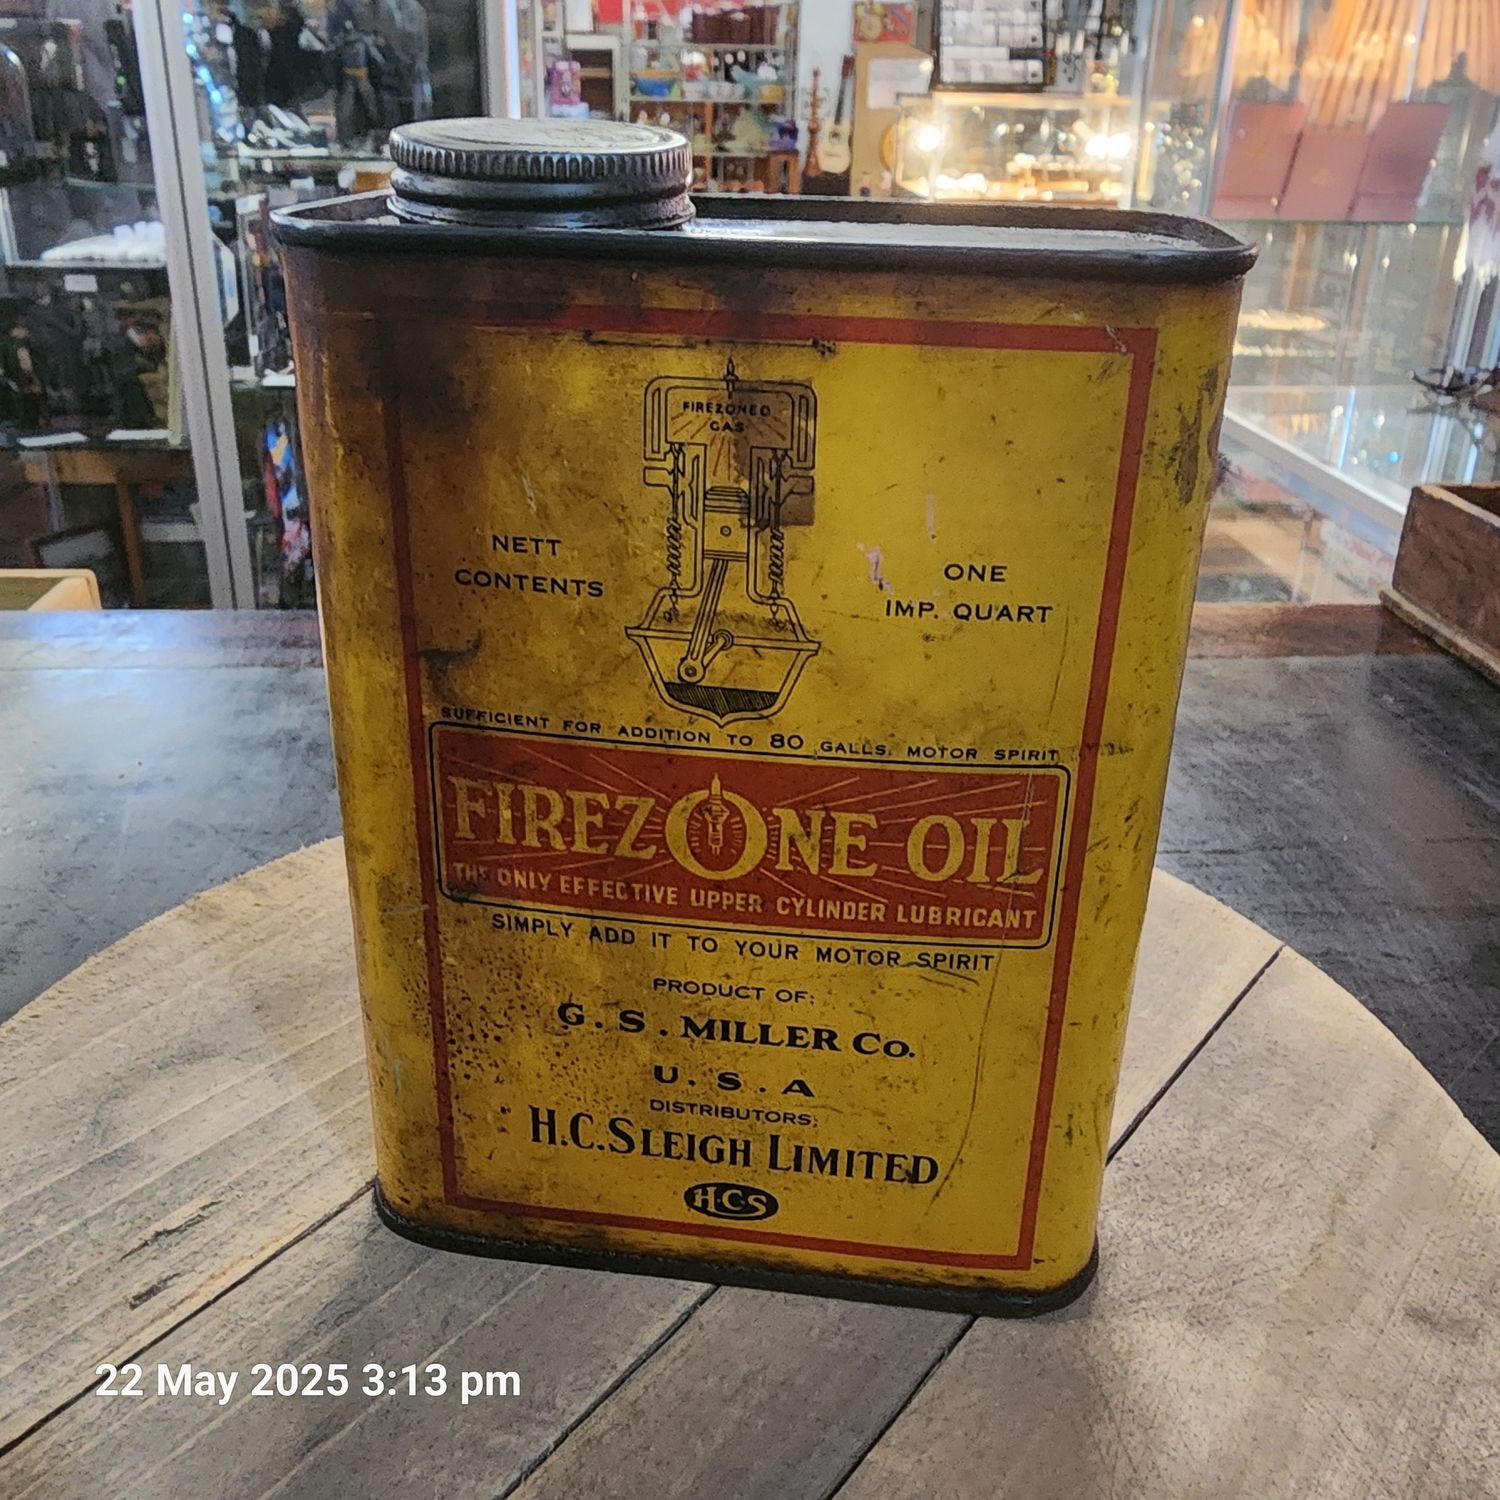 FIREZONED
GAS
NETT
CONTENTS
ONE
IMP. QUART
SUFFICIENT FOR ADDITION TO 80 GALLS. MOTOR SPIRIT
FIREZONE OIL
THE ONLY EFFECTIVE UPPER CYLINDER LUBRICANT
SIMPLY ADD IT TO YOUR MOTOR SPIRIT
PRODUCT OF:
G. S. MILLER Co.
U. S. A
DISTRIBUTORS:
H.C. SLEIGH LIMITED
HCS
22 May 2025 3:13 pm